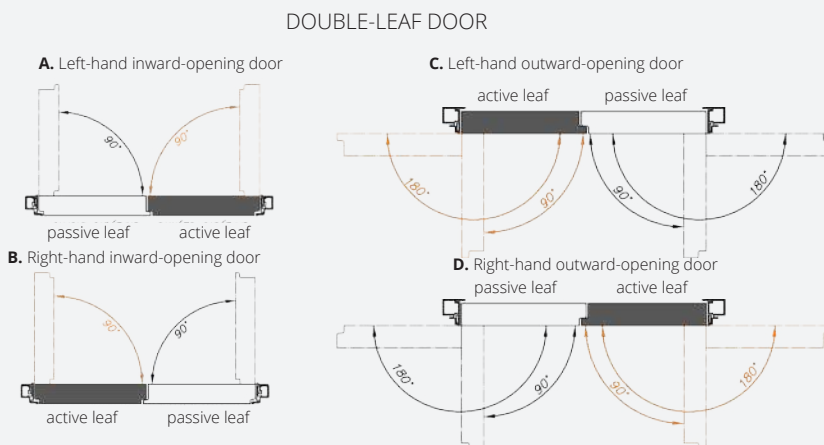 DOUBLE-LEAF DOOR
A. Left-hand inward-opening door
90°
90°
passive leaf active leaf
B. Right-hand inward-opening door
90°
90°
active leaf passive leaf
C. Left-hand outward-opening door
active leaf passive leaf
180°
90°
90°
180°
D. Right-hand outward-opening door
passive leaf active leaf
180°
90°
90°
180°